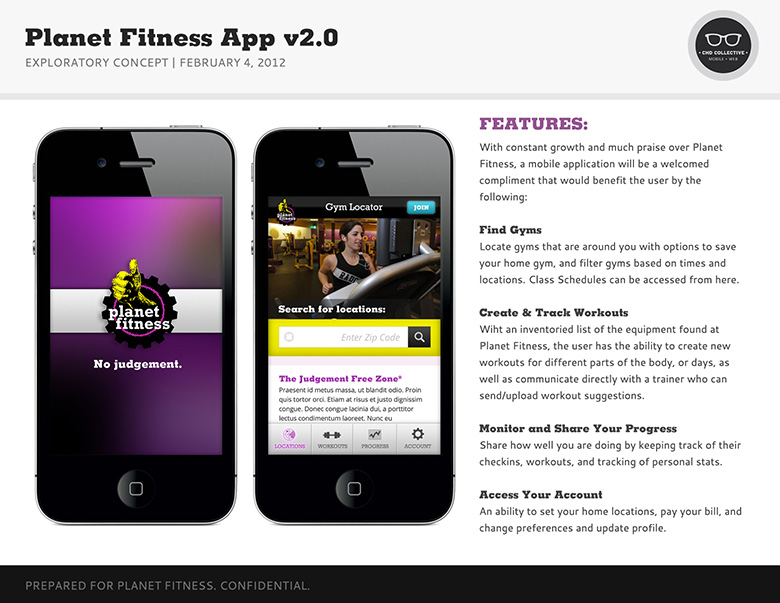 Planet Fitness App v2.0
EXPLORATORY CONCEPT | FEBRUARY 4, 2012
• CHD COLLECTIVE •
MOBILE + WEB
planet
fitness
No judgement.
planet
fitness
Gym Locator
JOIN
Search for locations:
Enter Zip Code
The Judgement Free Zone®
Praesent id metus massa, ut blandit odio. Proin
quis tortor orci. Etiam at risus et justo dignissim
congue. Donec congue lacinia dui, a porttitor
lectus condimentum laoreet. Nunc eu
LOCATIONS
WORKOUTS
PROGRESS
ACCOUNT
FEATURES:
With constant growth and much praise over Planet
Fitness, a mobile application will be a welcomed
compliment that would benefit the user by the
following:
Find Gyms
Locate gyms that are around you with options to save
your home gym, and filter gyms based on times and
locations. Class Schedules can be accessed from here.
Create & Track Workouts
Wiht an inventoried list of the equipment found at
Planet Fitness, the user has the ability to create new
workouts for different parts of the body, or days, as
well as communicate directly with a trainer who can
send/upload workout suggestions.
Monitor and Share Your Progress
Share how well you are doing by keeping track of their
checkins, workouts, and tracking of personal stats.
Access Your Account
An ability to set your home locations, pay your bill, and
change preferences and update profile.
PREPARED FOR PLANET FITNESS. CONFIDENTIAL.